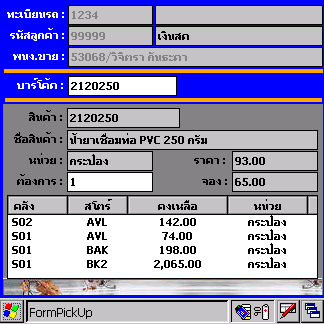 ทะเบียนรถ : 1234
รหัสลูกค้า : 99999 เงินสด
พนง.ขาย : 53068/วิจิตรา กันธะตา
บาร์โค้ด : 2120250
สินค้า : 2120250
ชื่อสินค้า : น้ำยาเชื่อมท่อ PVC 250 กรัม
หน่วย : กระป๋อง ราคา : 93.00
ต้องการ : 1 จอง : 65.00
คลัง สโตร์ คงเหลือ หน่วย
S02 AVL 142.00 กระป๋อง
S01 AVL 74.00 กระป๋อง
S01 BAK 198.00 กระป๋อง
S01 BK2 2,065.00 กระป๋อง
FormPickUp